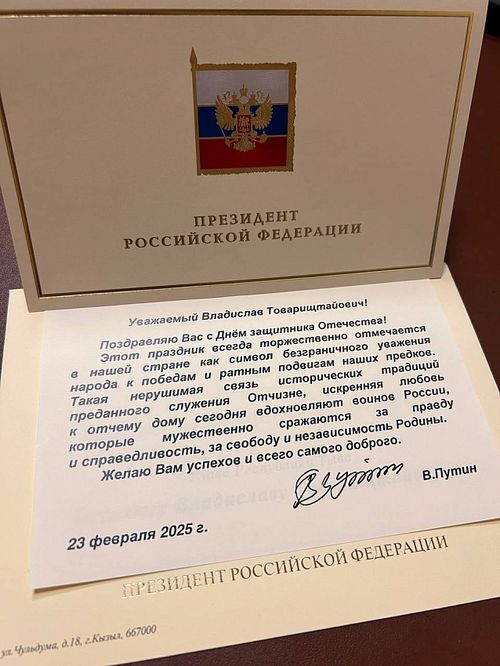 ПРЕЗИДЕНТ
РОССИЙСКОЙ ФЕДЕРАЦИИ
Уважаемый Владислав Товарищтайович!
Поздравляю Вас с Днём защитника Отечества!
Этот праздник всегда торжественно отмечается
в нашей стране как символ безграничного уважения
народа к победам и ратным подвигам наших предков.
Такая нерушимая связь исторических традиций
преданного служения Отчизне, искренняя любовь
к отчему дому сегодня вдохновляют воинов России,
которые мужественно сражаются за правду
и справедливость, за свободу и независимость Родины.
Желаю Вам успехов и всего самого доброго.
В.Путин
23 февраля 2025 г.
ПРЕЗИДЕНТ РОССИЙСКОЙ ФЕДЕРАЦИИ
ул.Чульдума, д.18, г.Кызыл, 667000